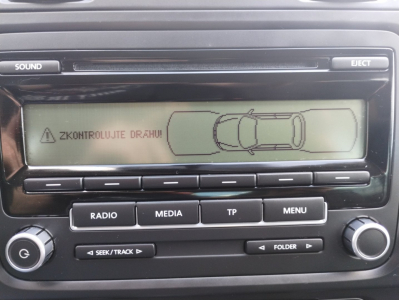 SOUND
EJECT
ZKONTROLUJTE DRÁHU!
RADIO MEDIA TP MENU
SEEK / TRACK
FOLDER